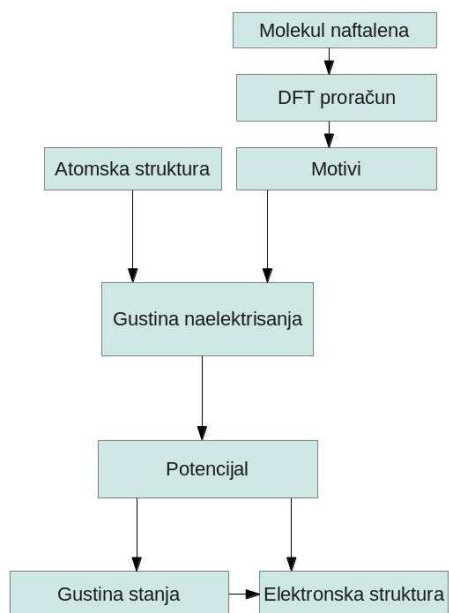 Molekul naftalena
DFT proračun
Atomska struktura
Motivi
Gustina naelektrisanja
Potencijal
Gustina stanja
Elektronska struktura